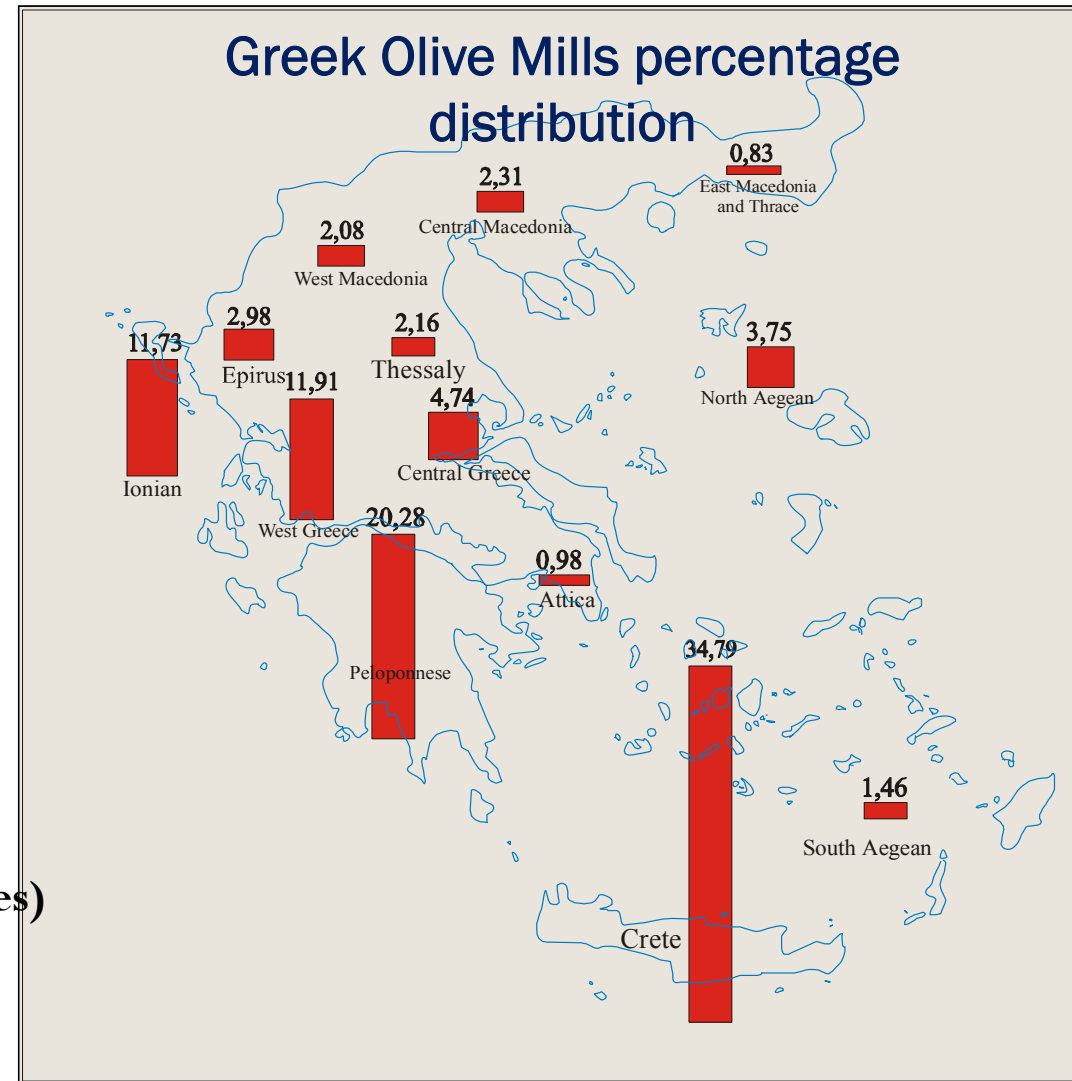 Greek Olive Mills percentage
distribution
0,83
East Macedonia
and Thrace
2,31
Central Macedonia
2,08
West Macedonia
2,98
Epirus
11,73
Ionian
2,16
Thessaly
3,75
North Aegean
11,91
West Greece
4,74
Central Greece
20,28
Peloponnese
0,98
Attica
34,79
Crete
1,46
South Aegean
es)